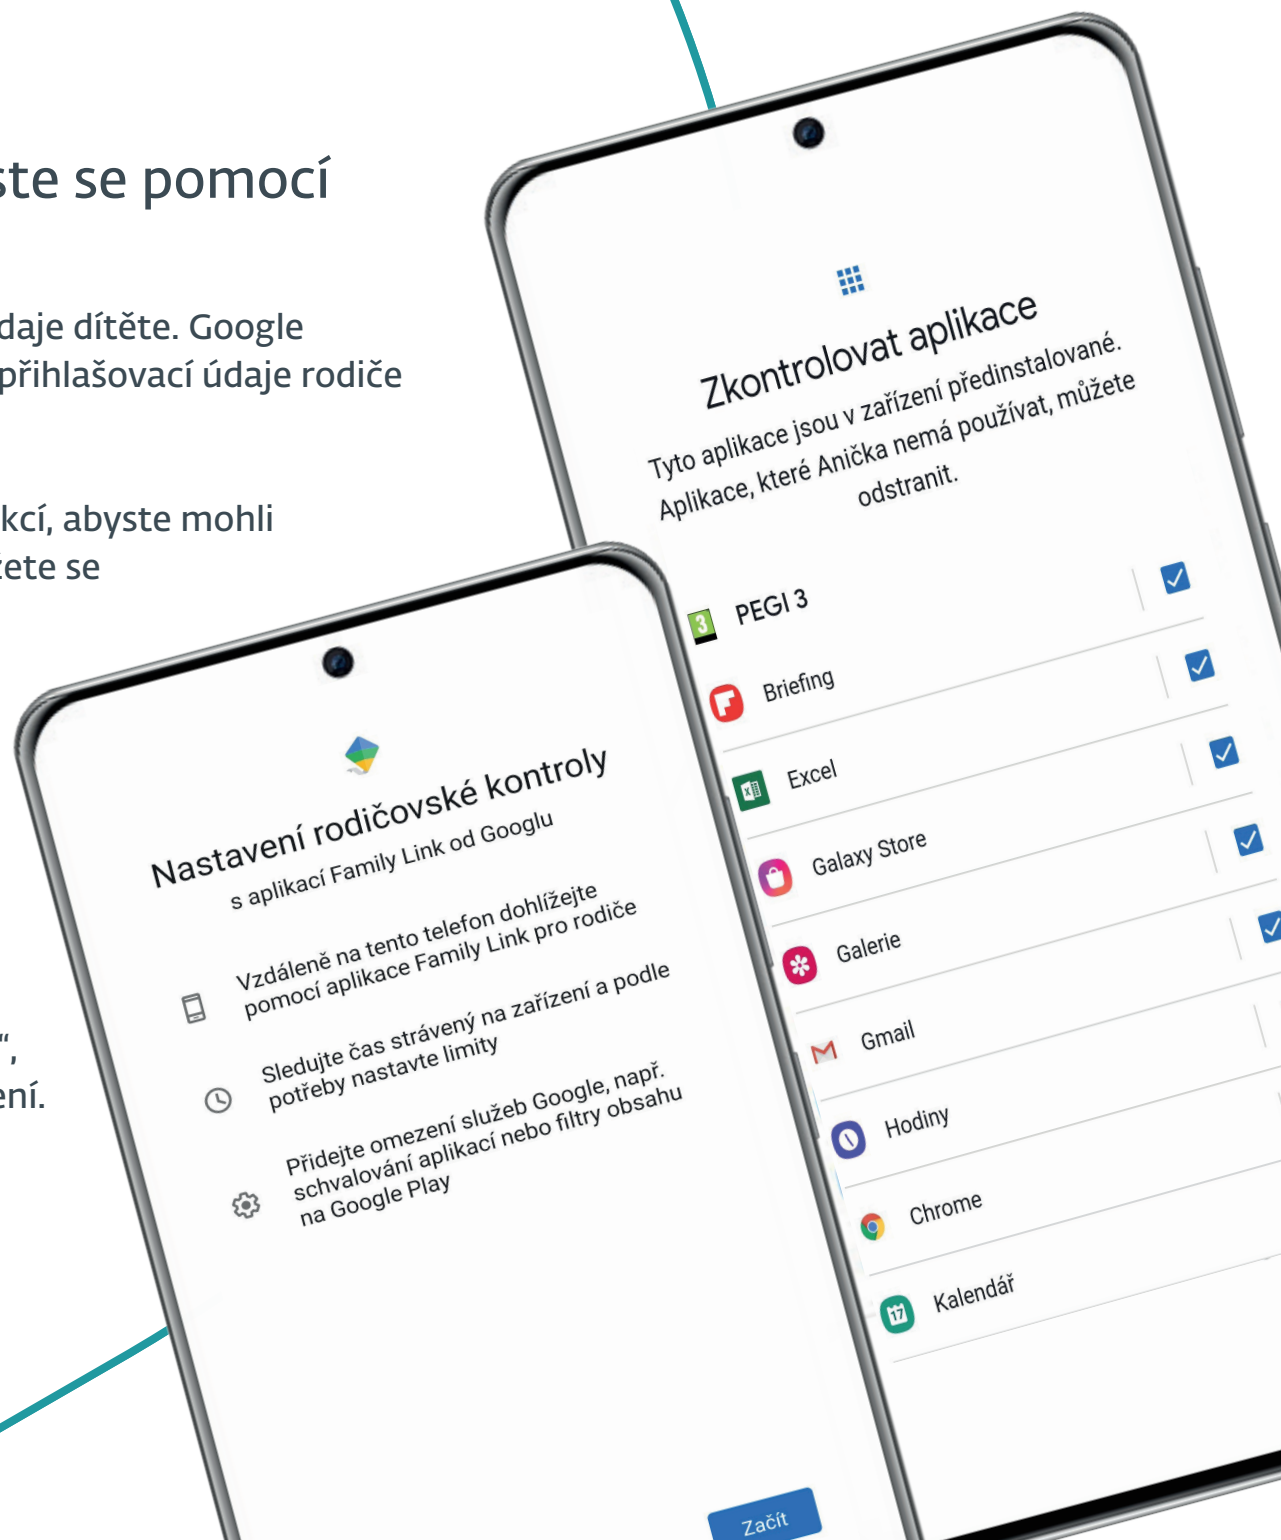 ste se pomocí
daje dítěte. Google
přihlašovací údaje rodiče
kcí, abyste mohli
ete se
“,
ení.
Nastavení rodičovské kontroly
s aplikací Family Link od Googlu
Vzdáleně na tento telefon dohlížejte
pomocí aplikace Family Link pro rodiče
Sledujte čas strávený na zařízení a podle
potřeby nastavte limity
Přidejte omezení služeb Google, např.
schvalování aplikací nebo filtry obsahu
na Google Play
Začít
Zkontrolovat aplikace
Tyto aplikace jsou v zařízení předinstalované.
Aplikace, které Anička nemá používat, můžete
odstranit.
3 PEGI 3
Briefing
Excel
Galaxy Store
Galerie
Gmail
Hodiny
Chrome
17 Kalendář